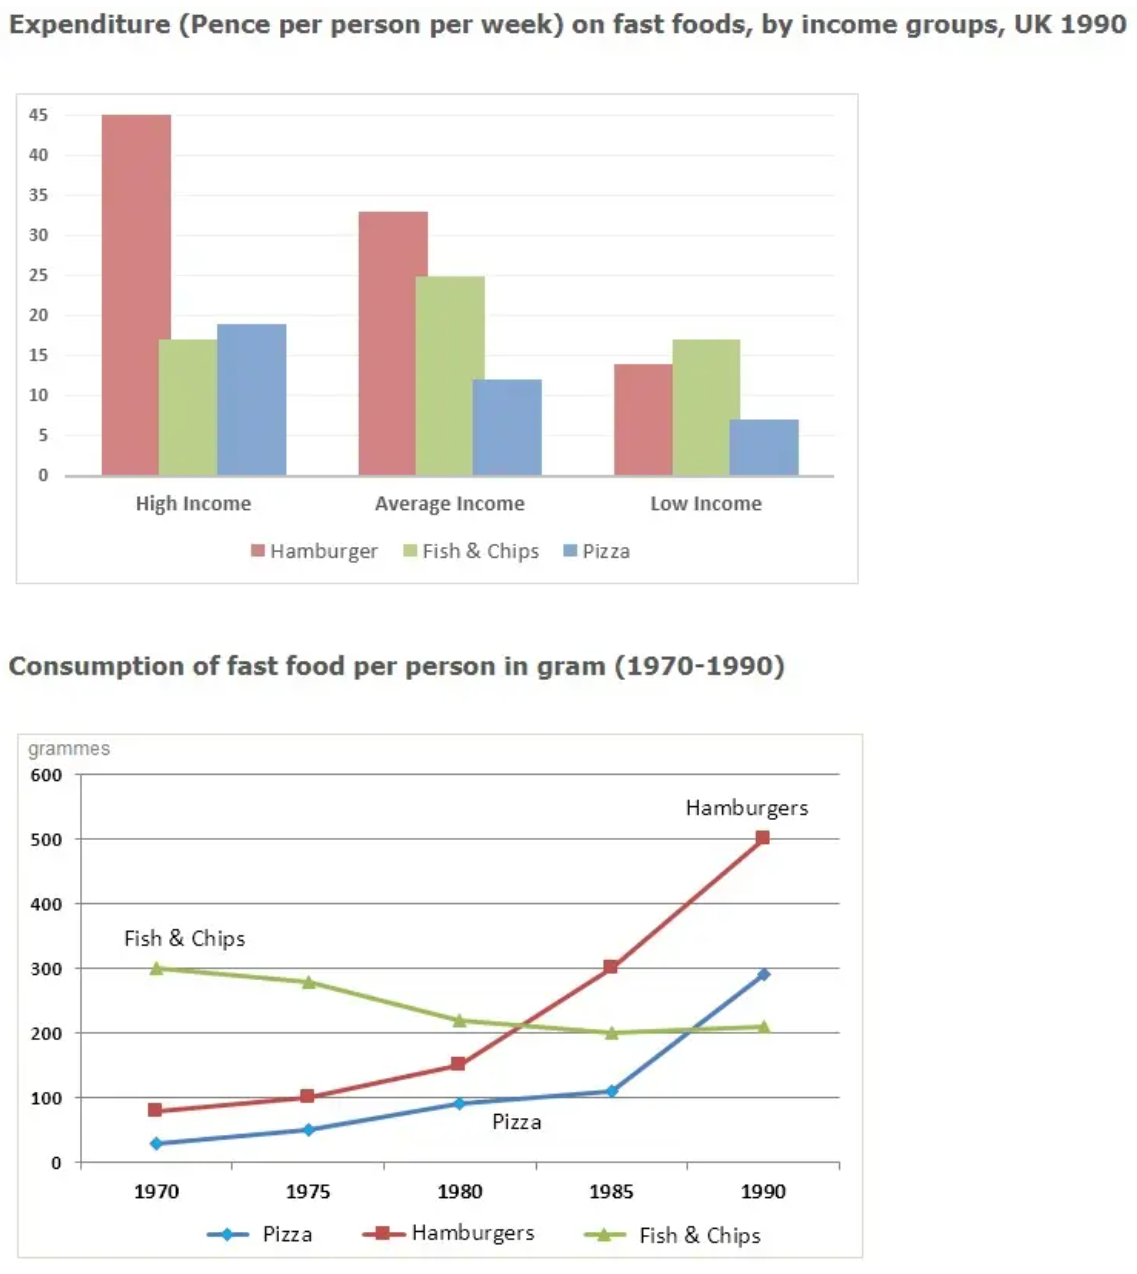 Expenditure (Pence per person per week) on fast foods, by income groups, UK 1990
45
40
35
30
25
20
15
10
5
0
High Income Average Income Low Income
Hamburger Fish & Chips Pizza
Consumption of fast food per person in gram (1970-1990)
grammes
600
Hamburgers
500
400
Fish & Chips
300
200
100
Pizza
0
1970 1975 1980 1985 1990
Pizza Hamburgers Fish & Chips